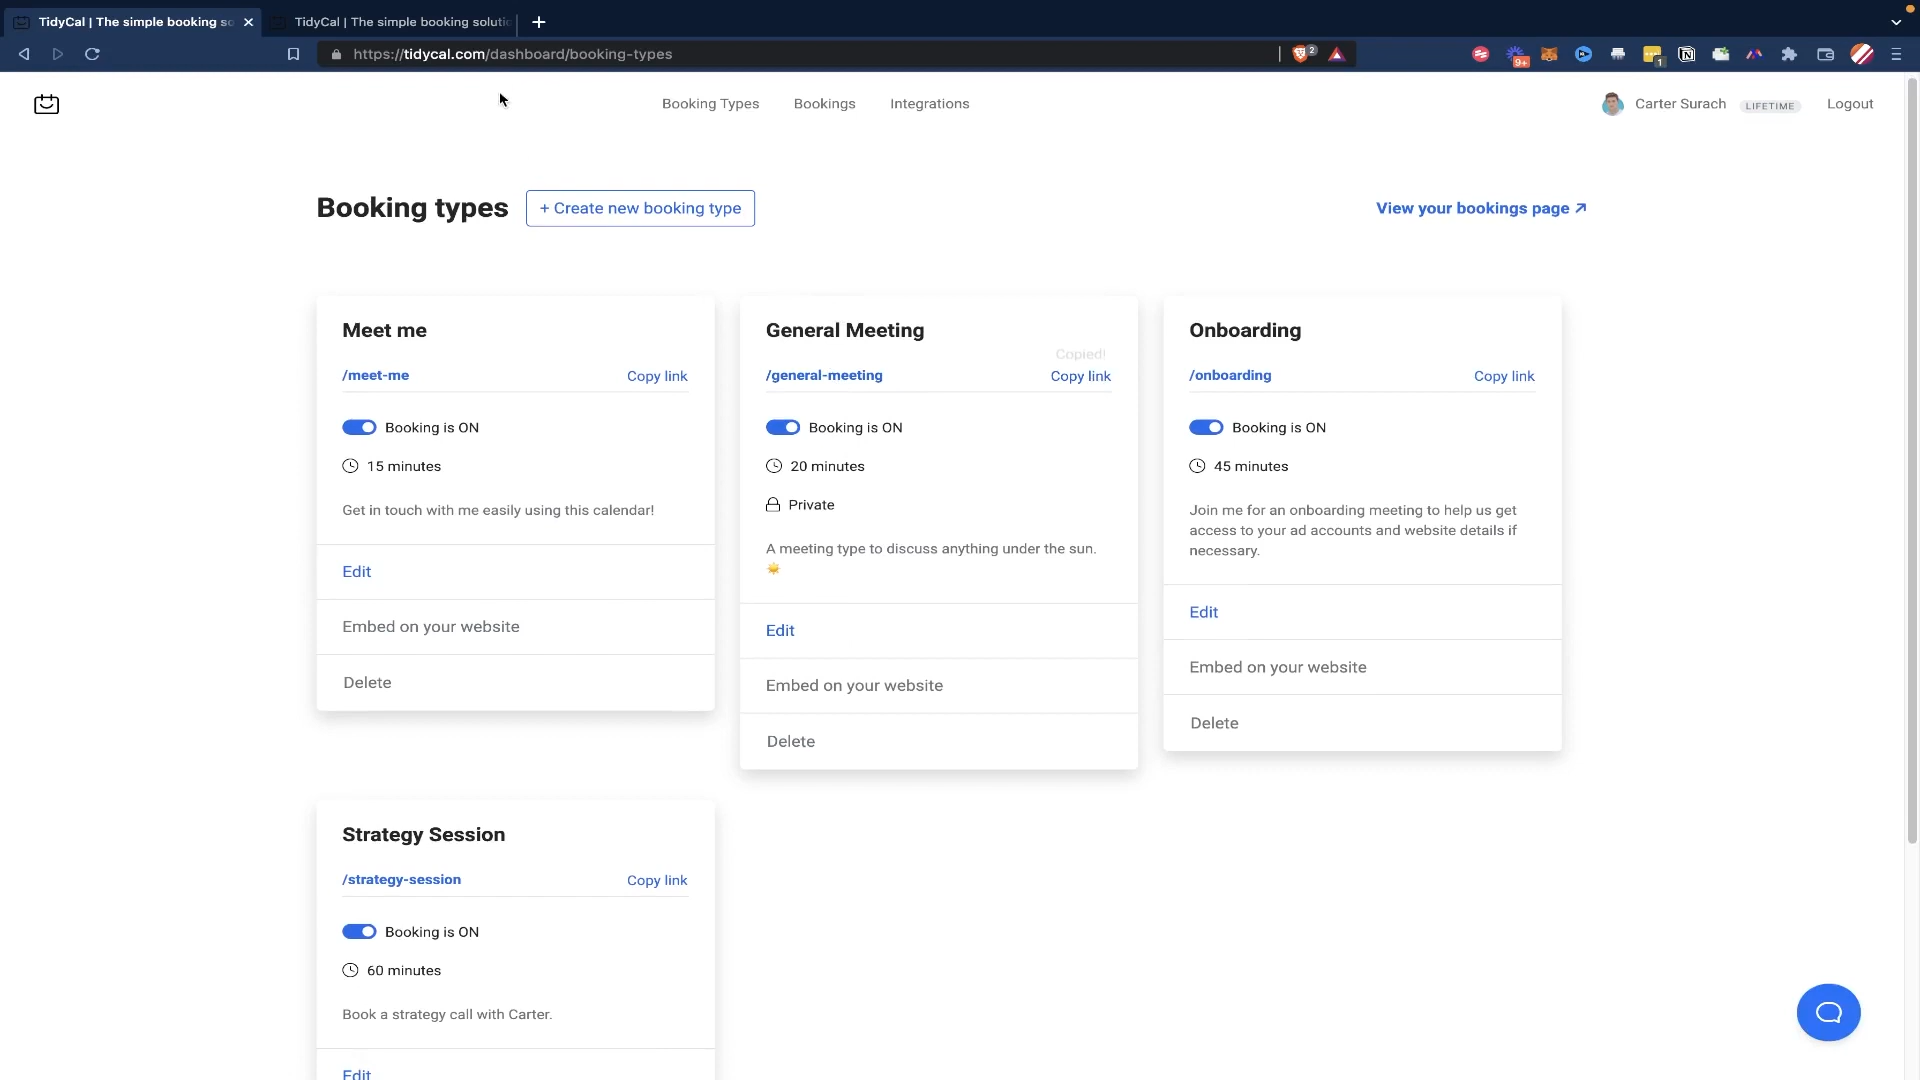 TidyCal | The simple booking so
TidyCal | The simple booking soluti
https://tidycal.com/dashboard/booking-types
2
9+
1
Booking Types
Bookings
Integrations
Carter Surach
LIFETIME
Logout
Booking types
+ Create new booking type
View your bookings page
Meet me
/meet-me
Copy link
Booking is ON
15 minutes
Get in touch with me easily using this calendar!
Edit
Embed on your website
Delete
General Meeting
Copied!
/general-meeting
Copy link
Booking is ON
20 minutes
Private
A meeting type to discuss anything under the sun.
Edit
Embed on your website
Delete
Onboarding
/onboarding
Copy link
Booking is ON
45 minutes
Join me for an onboarding meeting to help us get
access to your ad accounts and website details if
necessary.
Edit
Embed on your website
Delete
Strategy Session
/strategy-session
Copy link
Booking is ON
60 minutes
Book a strategy call with Carter.
Edit